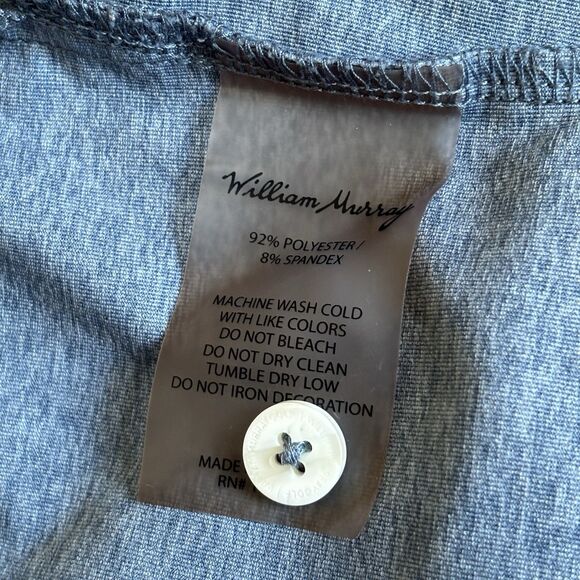 William Murray
92% POLYESTER /
8% SPANDEX
MACHINE WASH COLD
WITH LIKE COLORS
DO NOT BLEACH
DO NOT DRY CLEAN
TUMBLE DRY LOW
DO NOT IRON DECORATION
MADE
RN#